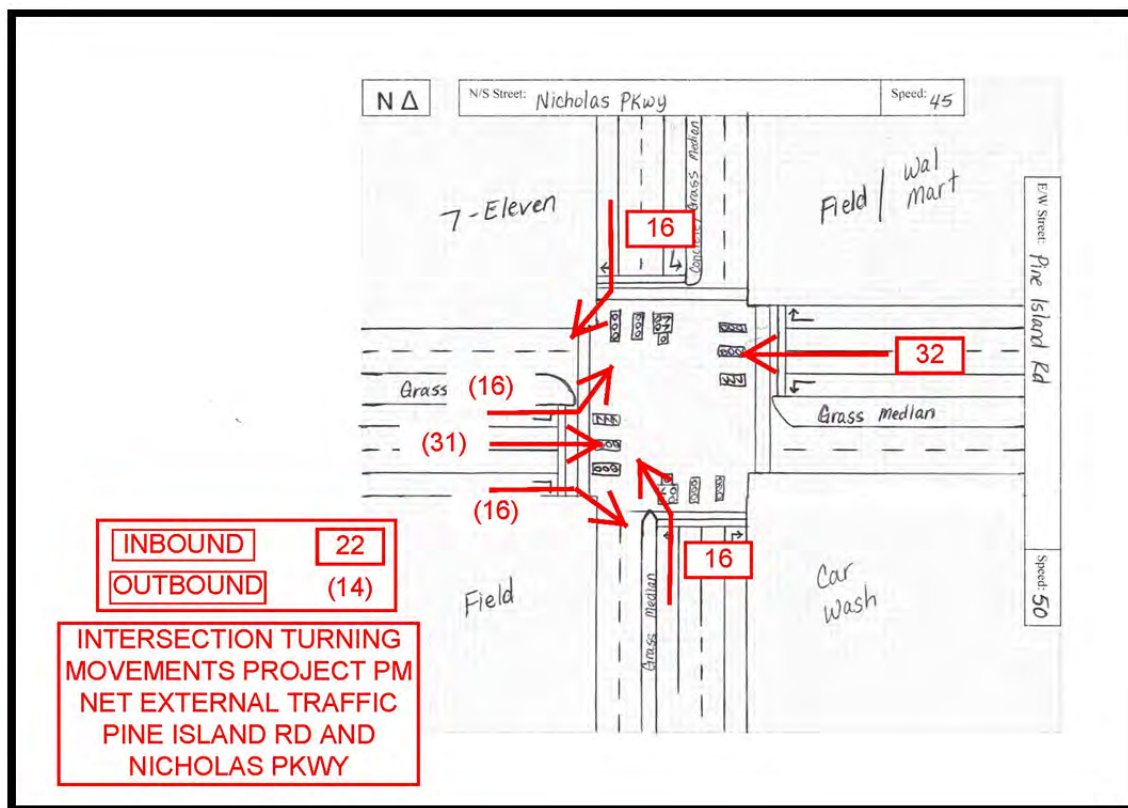 N Δ
N/S Street: Nicholas PKwy
Speed: 45
7-Eleven
16
Concrete/Grass Median
Field / Wal Mart
E/W Street: Pine Island Rd
Speed: 50
32
Grass
(16)
Grass median
(31)
(16)
16
Grass median
Car wash
Field
INBOUND 22
OUTBOUND (14)
INTERSECTION TURNING
MOVEMENTS PROJECT PM
NET EXTERNAL TRAFFIC
PINE ISLAND RD AND
NICHOLAS PKWY